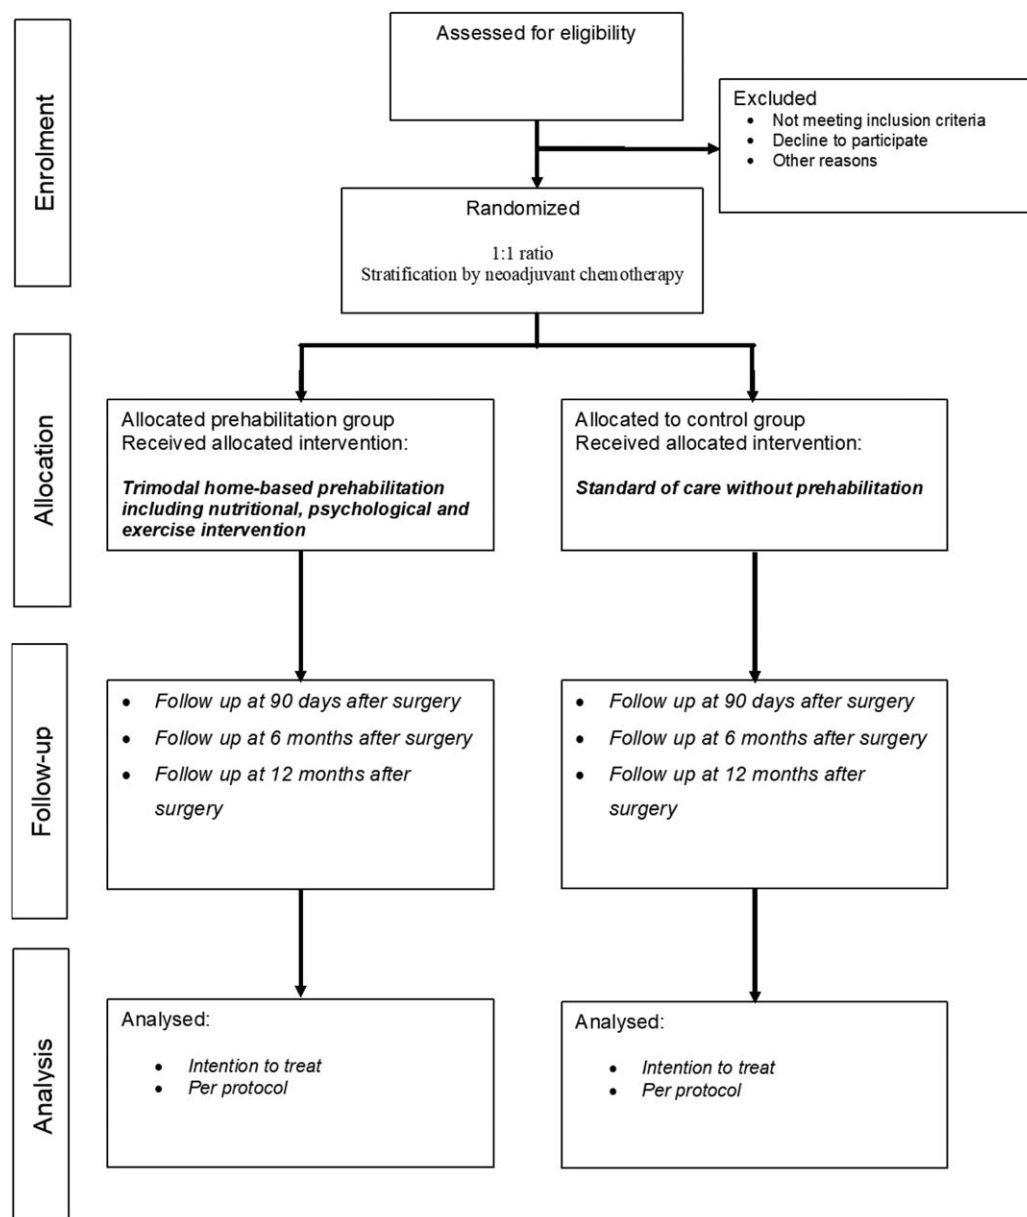 Enrolment
Assessed for eligibility
Excluded
• Not meeting inclusion criteria
• Decline to participate
• Other reasons
Randomized
1:1 ratio
Stratification by neoadjuvant chemotherapy
Allocation
Allocated prehabilitation group
Received allocated intervention:
Trimodal home-based prehabilitation
including nutritional, psychological and
exercise intervention
Allocated to control group
Received allocated intervention:
Standard of care without prehabilitation
Follow-up
• Follow up at 90 days after surgery
• Follow up at 6 months after surgery
• Follow up at 12 months after
surgery
• Follow up at 90 days after surgery
• Follow up at 6 months after surgery
• Follow up at 12 months after
surgery
Analysis
Analysed:
• Intention to treat
• Per protocol
Analysed:
• Intention to treat
• Per protocol